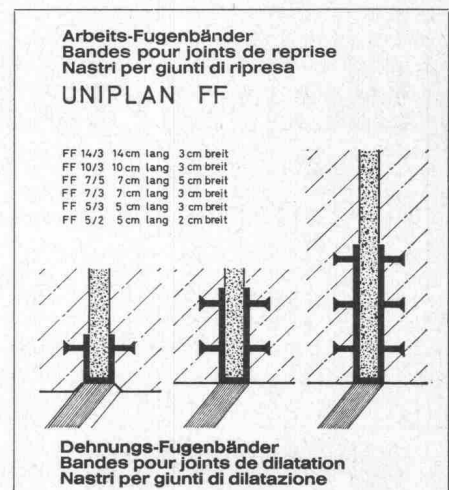 Arbeits-Fugenbänder
Bandes pour joints de reprise
Nastri per giunti di ripresa
UNIPLAN FF
FF 14/3 14 cm lang 3 cm breit
FF 10/3 10 cm lang 3 cm breit
FF 7/5 7 cm lang 5 cm breit
FF 7/3 7 cm lang 3 cm breit
FF 5/3 5 cm lang 3 cm breit
FF 5/2 5 cm lang 2 cm breit
Dehnungs-Fugenbänder
Bandes pour joints de dilatation
Nastri per giunti di dilatazione